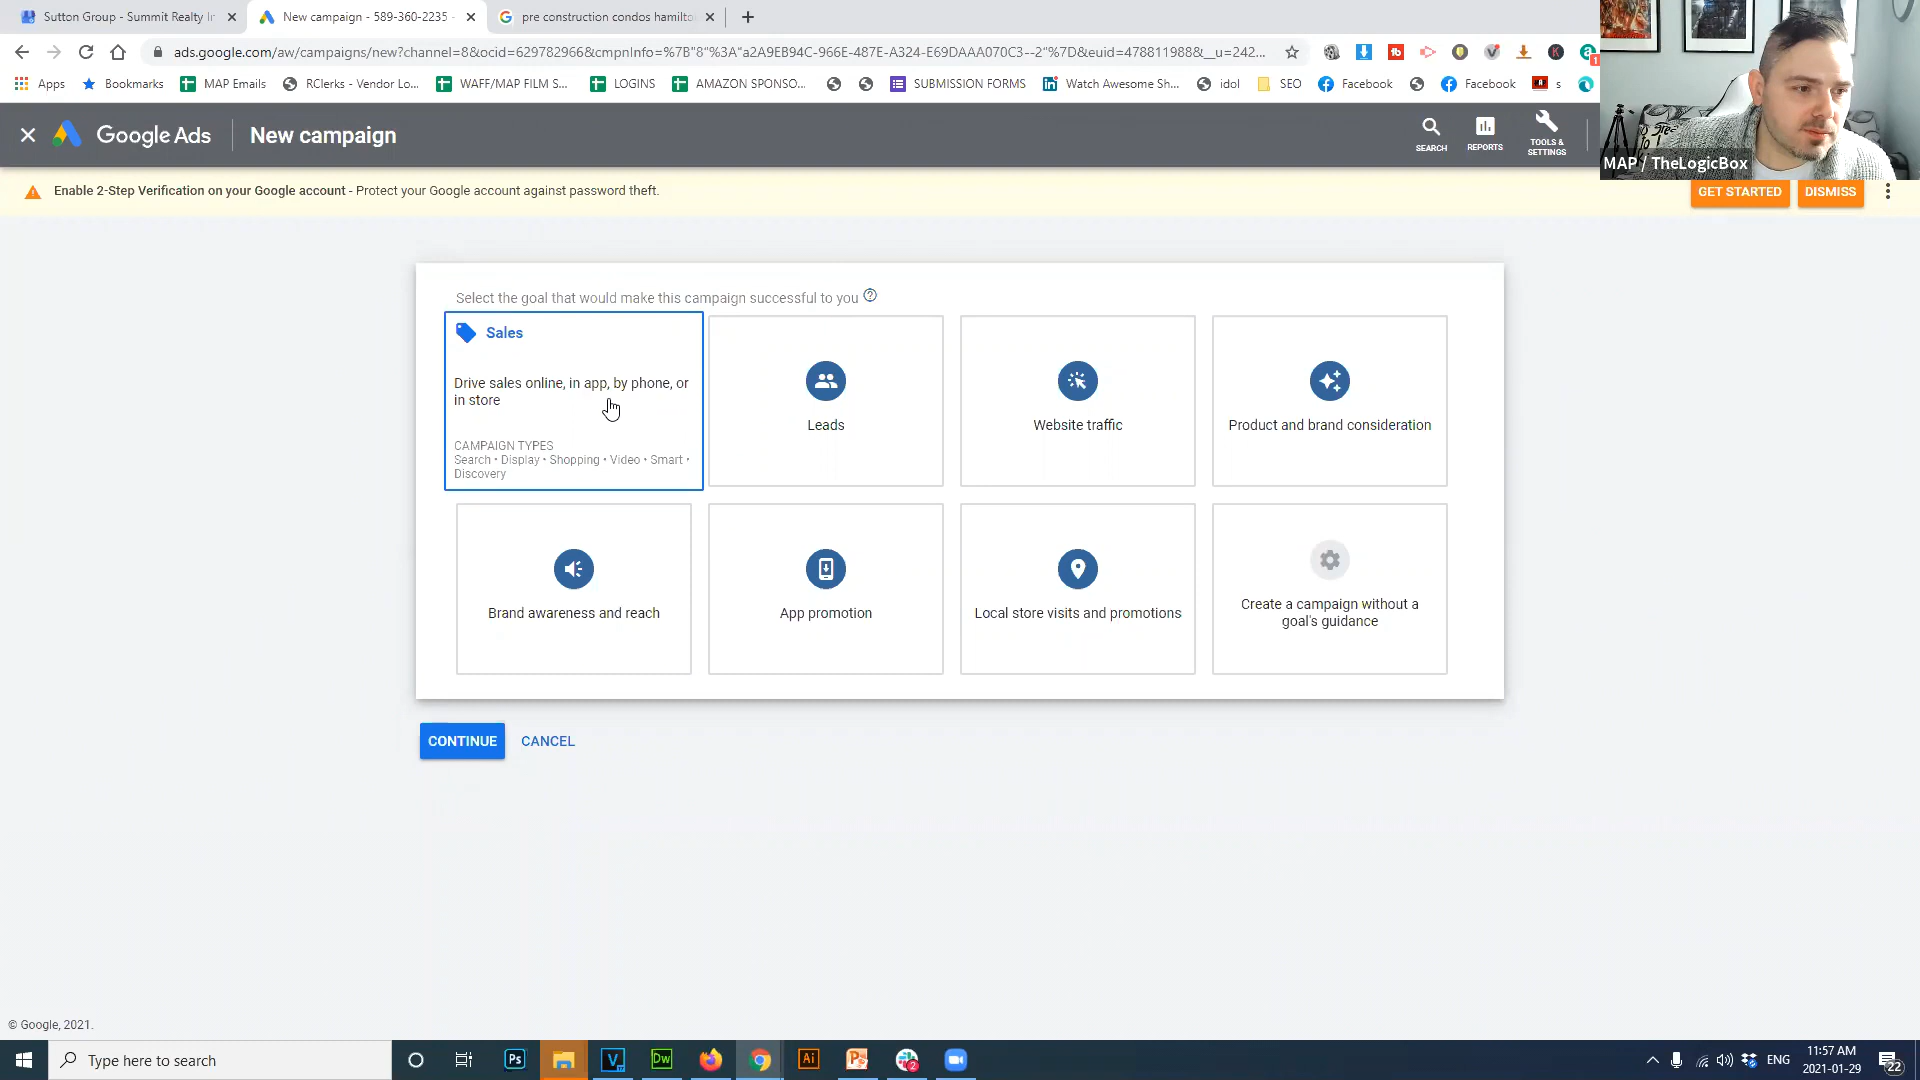 Sutton Group - Summit Realty In
New campaign - 589-360-2235 -
pre construction condos hamilto
ads.google.com/aw/campaigns/new?channel=8&ocid=629782966&cmpnInfo=%7B"8"%3A"a2A9EB94C-966E-487E-A324-E69DAAA070C3--2"%7D&euid=478811988&__u=242...
Apps
Bookmarks
MAP Emails
RClerks - Vendor Lo...
WAFF/MAP FILM S...
LOGINS
AMAZON SPONSO...
SUBMISSION FORMS
Watch Awesome Sh...
idol
SEO
Facebook
Facebook
s
Google Ads
New campaign
SEARCH
REPORTS
TOOLS & SETTINGS
MAP / TheLogicBox
Enable 2-Step Verification on your Google account - Protect your Google account against password theft.
GET STARTED
DISMISS
Select the goal that would make this campaign successful to you
Sales
Drive sales online, in app, by phone, or
in store
CAMPAIGN TYPES
Search • Display • Shopping • Video • Smart •
Discovery
Leads
Website traffic
Product and brand consideration
Brand awareness and reach
App promotion
Local store visits and promotions
Create a campaign without a
goal's guidance
CONTINUE
CANCEL
© Google, 2021.
Type here to search
Ps
V
Dw
Ai
2
ENG
11:57 AM
2021-01-29
22